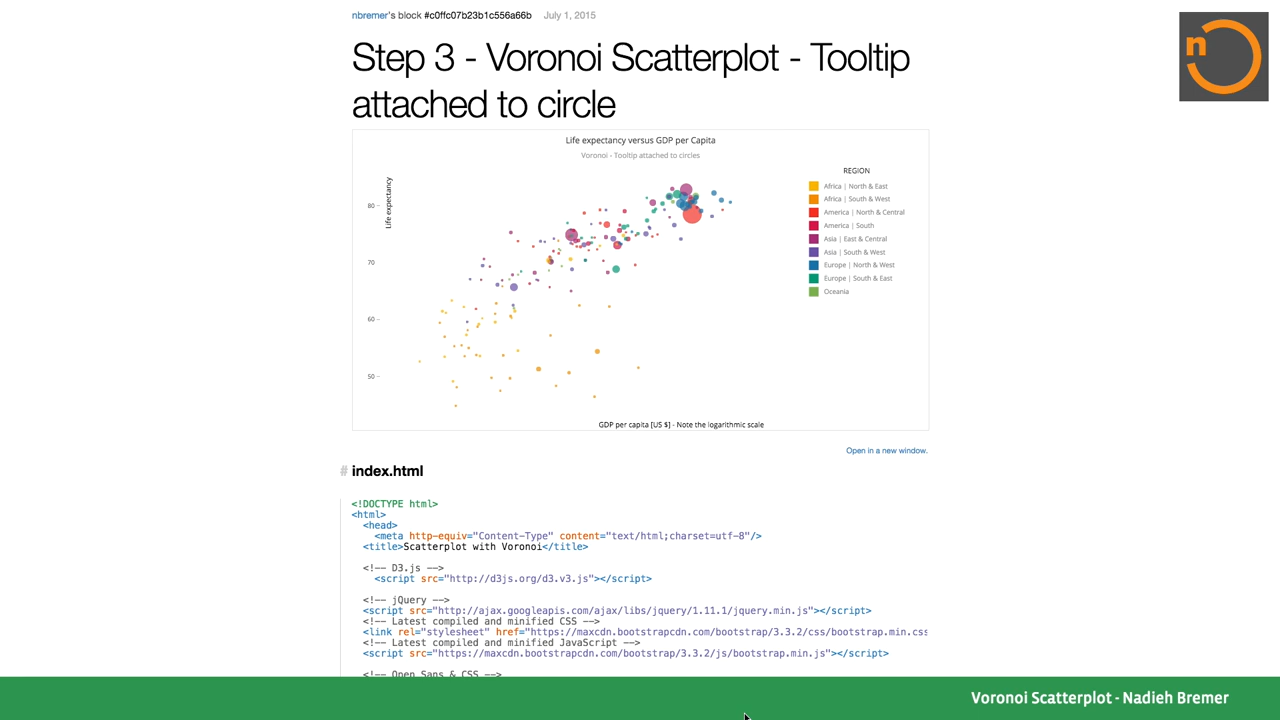 nbremer's block #c0ffc07b23b1c556a66b July 1, 2015
n
Step 3 - Voronoi Scatterplot - Tooltip
attached to circle
Life expectancy versus GDP per Capita
Voronoi - Tooltip attached to circles
REGION
Life expectancy
Africa | North & East
Africa | South & West
America | North & Central
America | South
Asia | East & Central
Asia | South & West
Europe | North & West
Europe | South & East
Oceania
80
70
60
50
GDP per capita [US $] - Note the logarithmic scale
Open in a new window.
# index.html
<!DOCTYPE html>
<html>
<head>
<meta http-equiv="Content-Type" content="text/html;charset=utf-8"/>
<title>Scatterplot with Voronoi</title>
<!-- D3.js -->
<script src="http://d3js.org/d3.v3.js"></script>
<!-- jQuery -->
<script src="http://ajax.googleapis.com/ajax/libs/jquery/1.11.1/jquery.min.js"></script>
<!-- Latest compiled and minified CSS -->
<link rel="stylesheet" href="https://maxcdn.bootstrapcdn.com/bootstrap/3.3.2/css/bootstrap.min.css
<!-- Latest compiled and minified JavaScript -->
<script src="https://maxcdn.bootstrapcdn.com/bootstrap/3.3.2/js/bootstrap.min.js"></script>
<!-- Open Sans & CSS -->
Voronoi Scatterplot - Nadieh Bremer